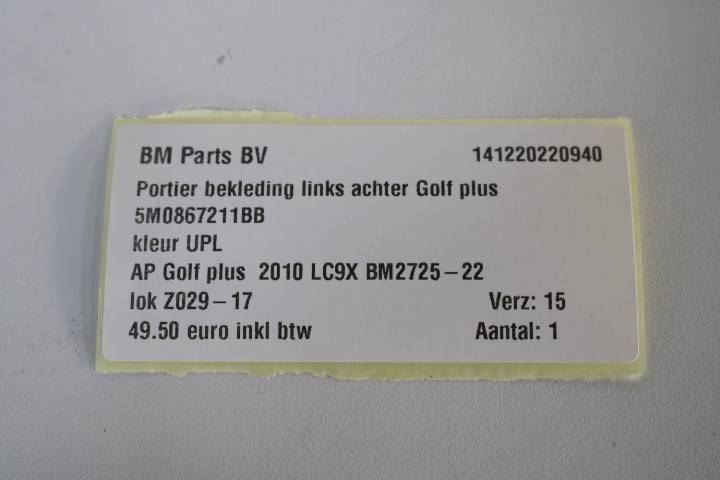 BM Parts BV 141220220940
Portier bekleding links achter Golf plus
5M0867211BB
kleur UPL
AP Golf plus 2010 LC9X BM2725-22
lok Z029-17 Verz: 15
49.50 euro inkl btw Aantal: 1